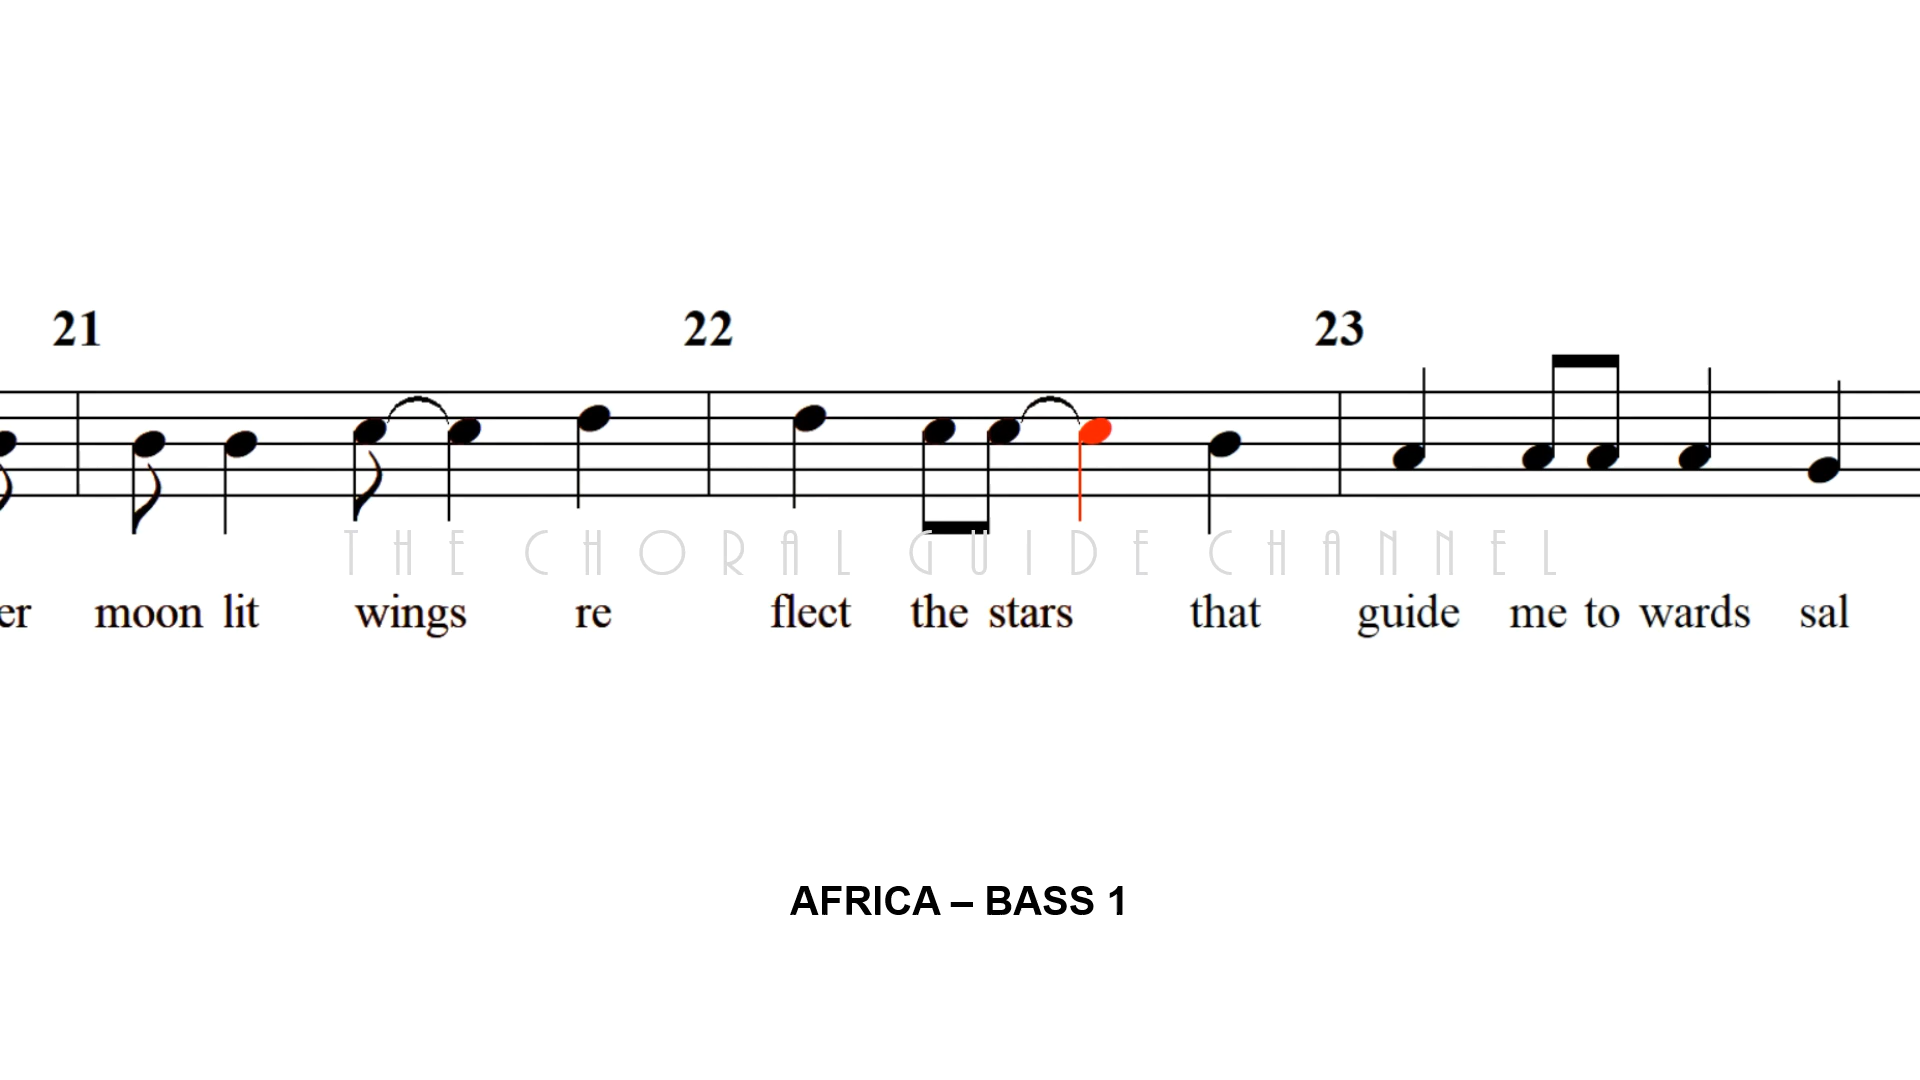 21 22 23
THE CHORAL GUIDE CHANNEL
er moon lit wings re flect the stars that guide me to wards sal
AFRICA – BASS 1